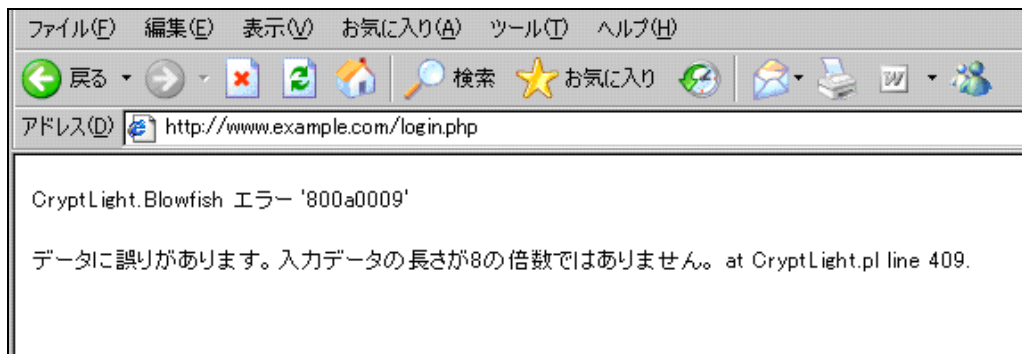 ファイル(F) 編集(E) 表示(V) お気に入り(A) ツール(T) ヘルプ(H)
戻る 検索 お気に入り
アドレス(D) http://www.example.com/login.php
CryptLight.Blowfish エラー '800a0009'
データに誤りがあります。入力データの長さが8の倍数ではありません。at CryptLight.pl line 409.